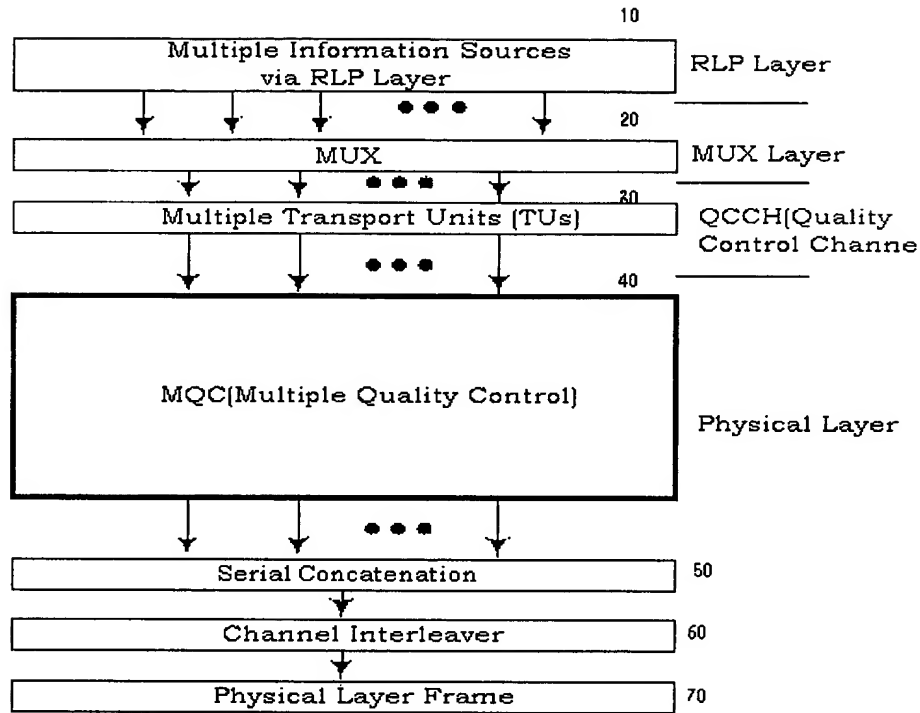 10
Multiple Information Sources
via RLP Layer
RLP Layer
20
MUX
MUX Layer
30
Multiple Transport Units (TUs)
QCCH(Quality
Control Channe
40
MQC(Multiple Quality Control)
Physical Layer
Serial Concatenation
50
Channel Interleaver
60
Physical Layer Frame
70